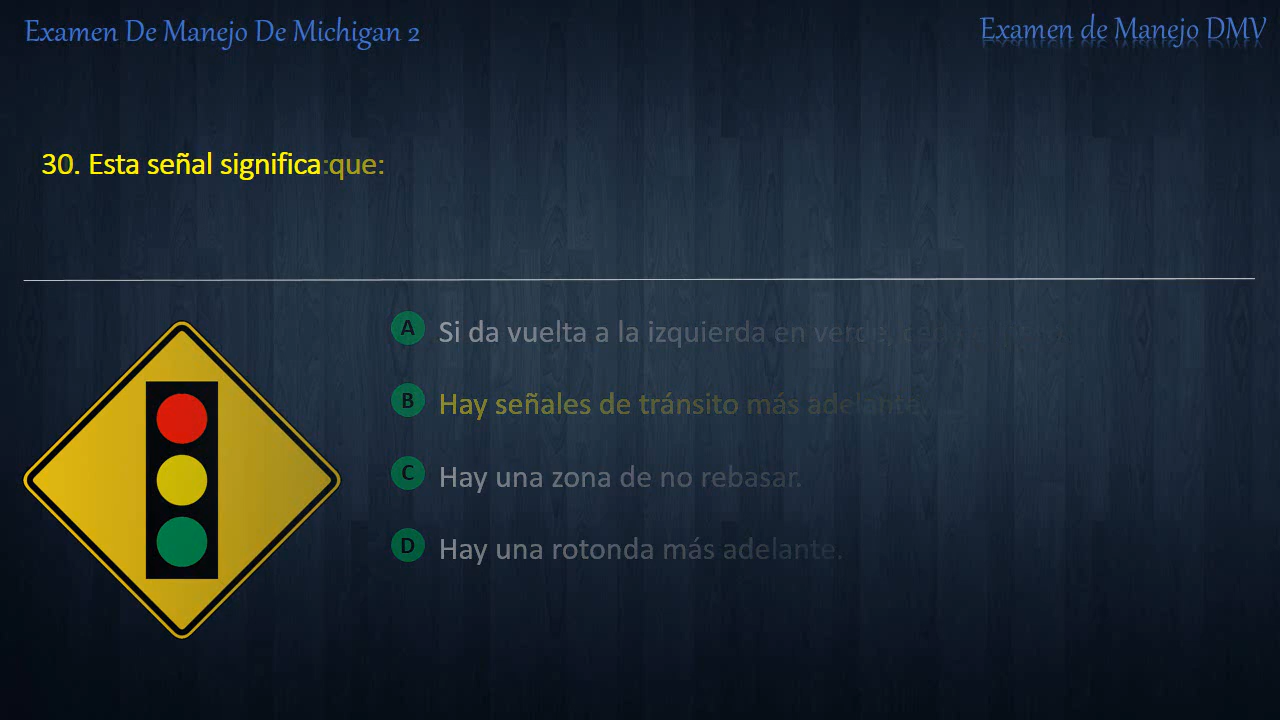 Examen De Manejo De Michigan 2
Examen de Manejo DMV
30. Esta señal significa:que:
A Si da vuelta a la izquierda en verde,
B Hay señales de tránsito más adelante.
C Hay una zona de no rebasar.
D Hay una rotonda más adelante.